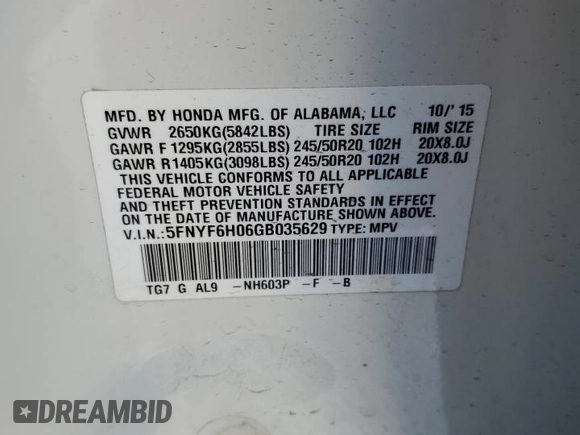 MFD. BY HONDA MFG. OF ALABAMA, LLC 10/'15
GVWR 2650KG(5842LBS) TIRE SIZE RIM SIZE
GAWR F 1295KG(2855LBS) 245/50R20 102H 20X8.0J
GAWR R1405KG(3098LBS) 245/50R20 102H 20X8.0J
THIS VEHICLE CONFORMS TO ALL APPLICABLE
FEDERAL MOTOR VEHICLE SAFETY
AND THEFT PREVENTION STANDARDS IN EFFECT
ON THE DATE OF MANUFACTURE SHOWN ABOVE.
V.I.N.:5FNYF6H06GB035629 TYPE: MPV
TG7 G AL9 -NH603P -F -B
DREAMBID